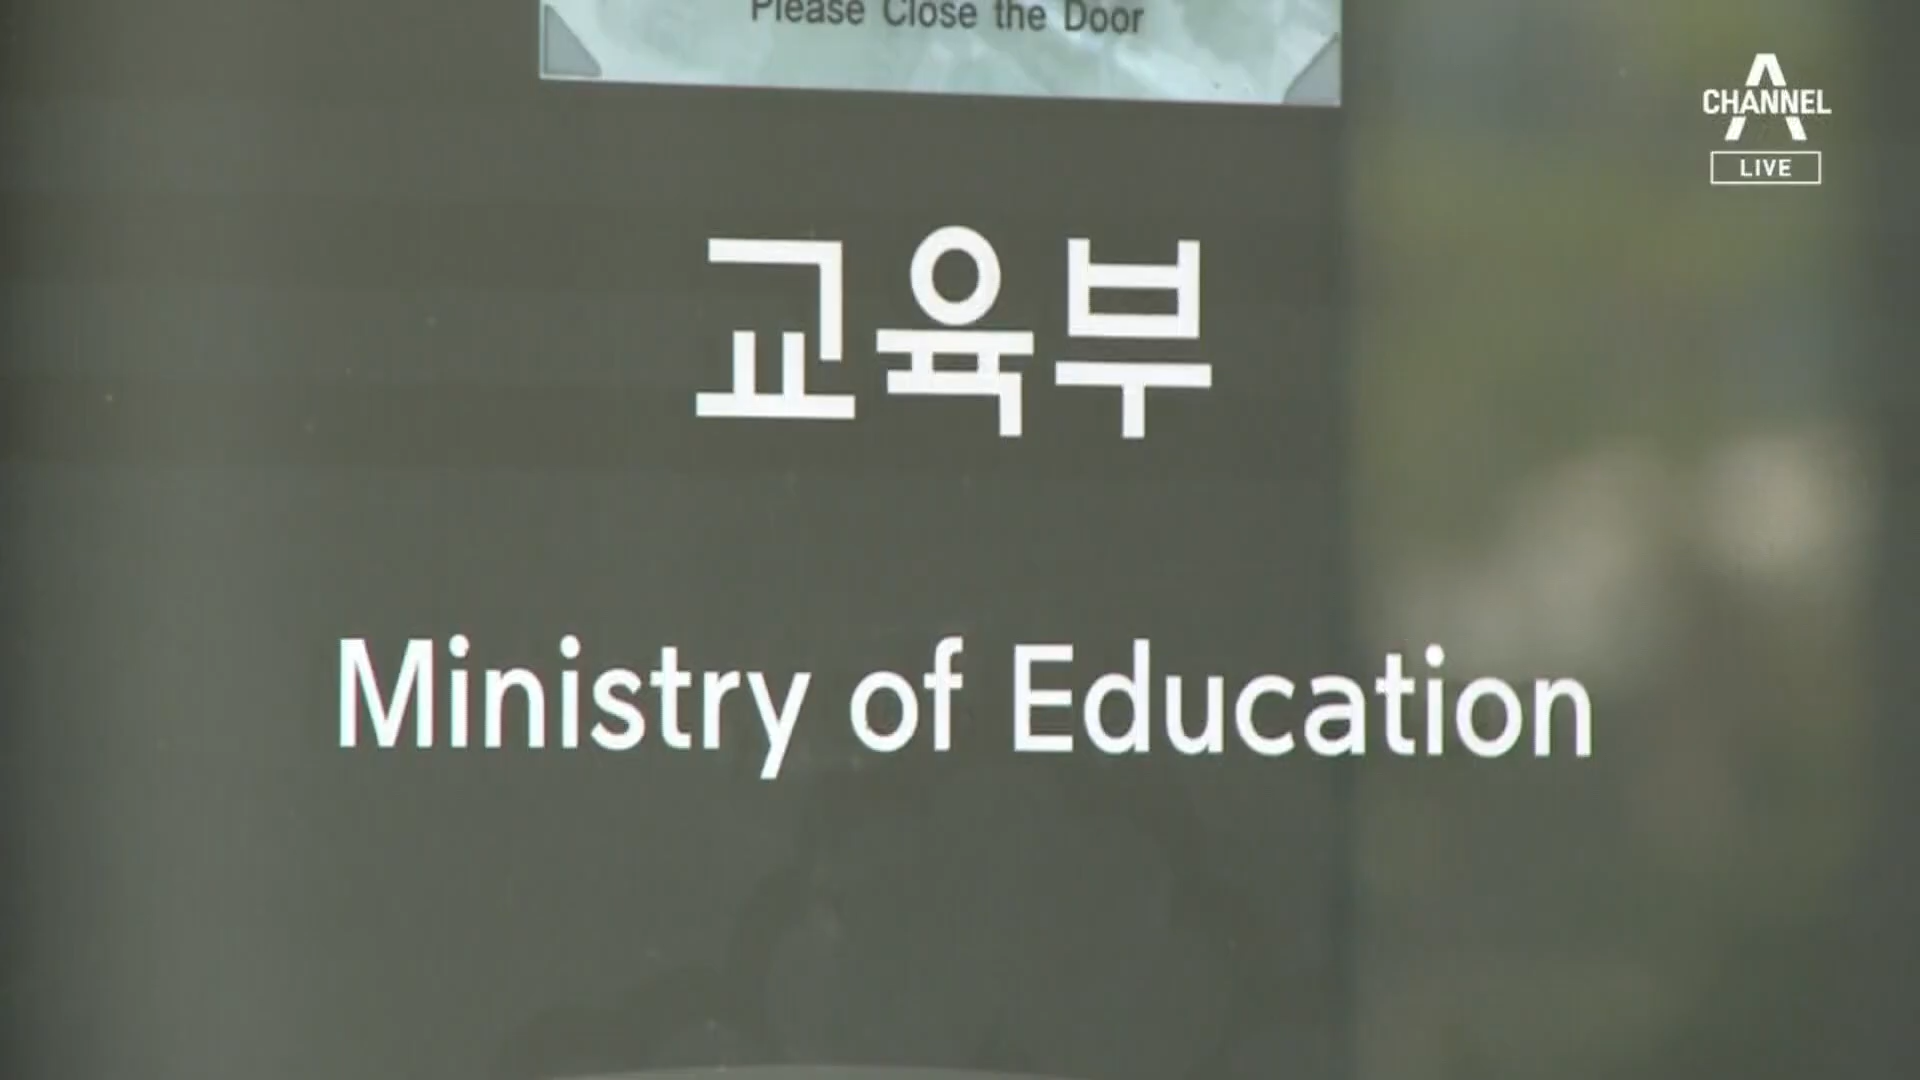 Please Close the Door
CHANNEL A
LIVE
교육부
Ministry of Education